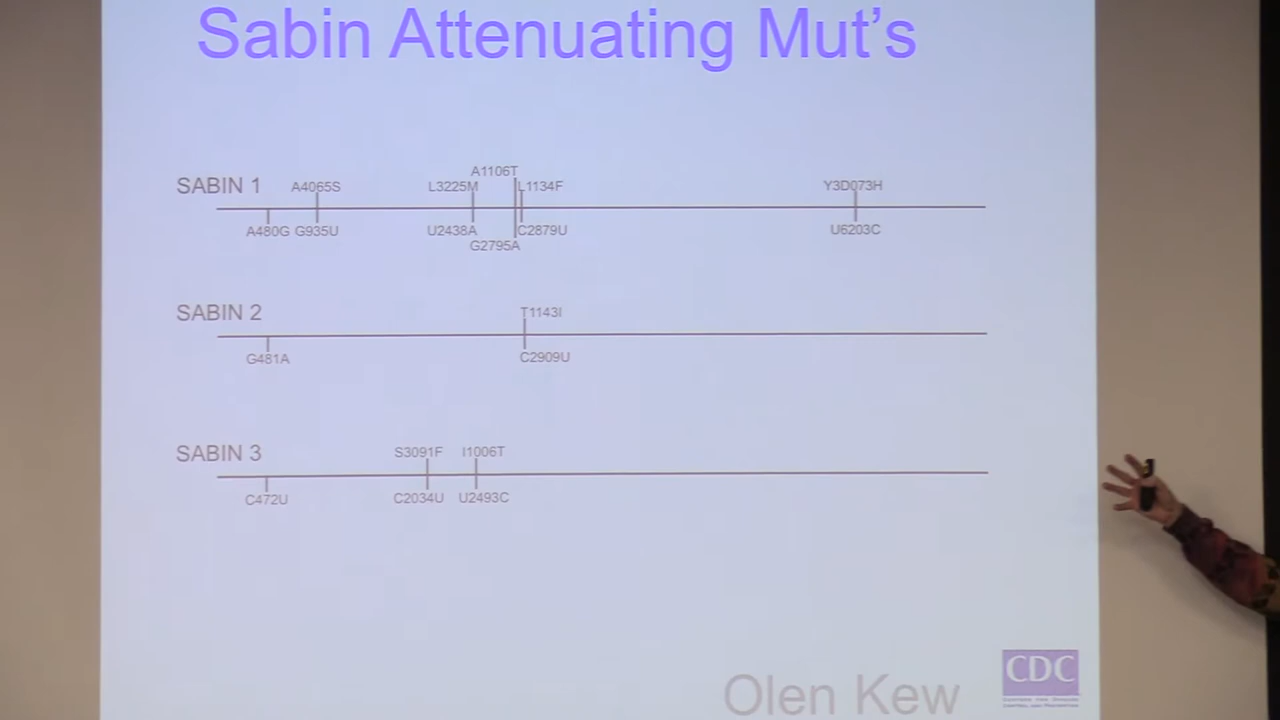 Sabin Attenuating Mut's
A1106T
SABIN 1 A4065S L3225M L1134F Y3D073H
A480G G935U U2438A C2879U U6203C
G2795A
SABIN 2 T1143I
G481A C2909U
SABIN 3 S3091F I1006T
C472U C2034U U2493C
Olen Kew
CDC